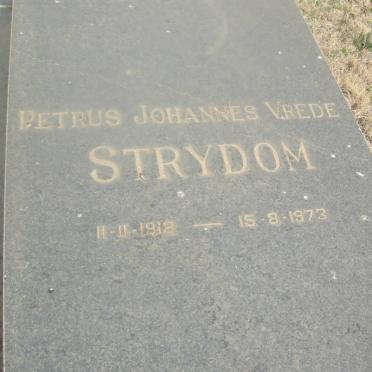 PETRUS JOHANNES VREDE
STRYDOM
11-11-1918 — 15-8-1973